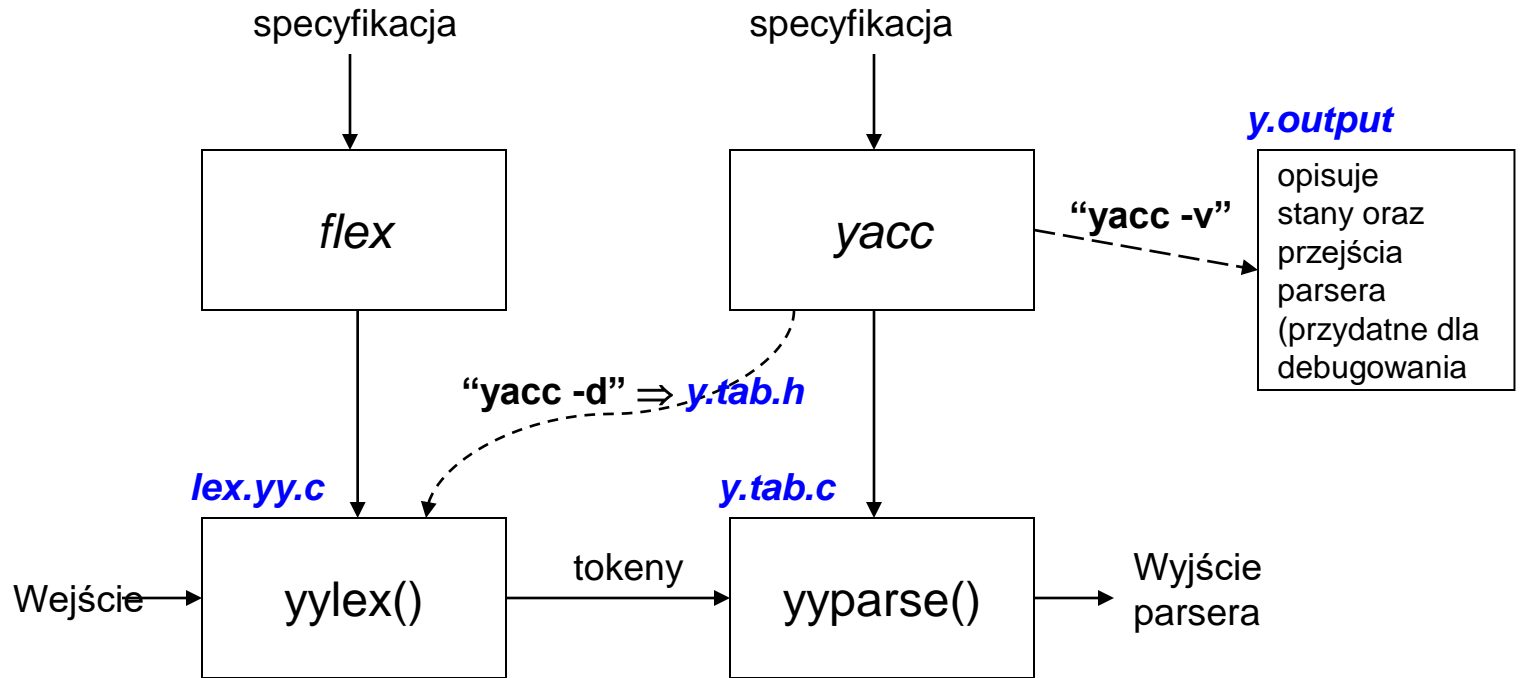 specyfikacja
specyfikacja
y.output
flex
yacc
“yacc -v”
opisuje
stany oraz
przejścia
parsera
(przydatne dla
debugowania
“yacc -d” ⇒ y.tab.h
lex.yy.c
y.tab.c
Wejście
yylex()
tokeny
yyparse()
Wyjście
parsera